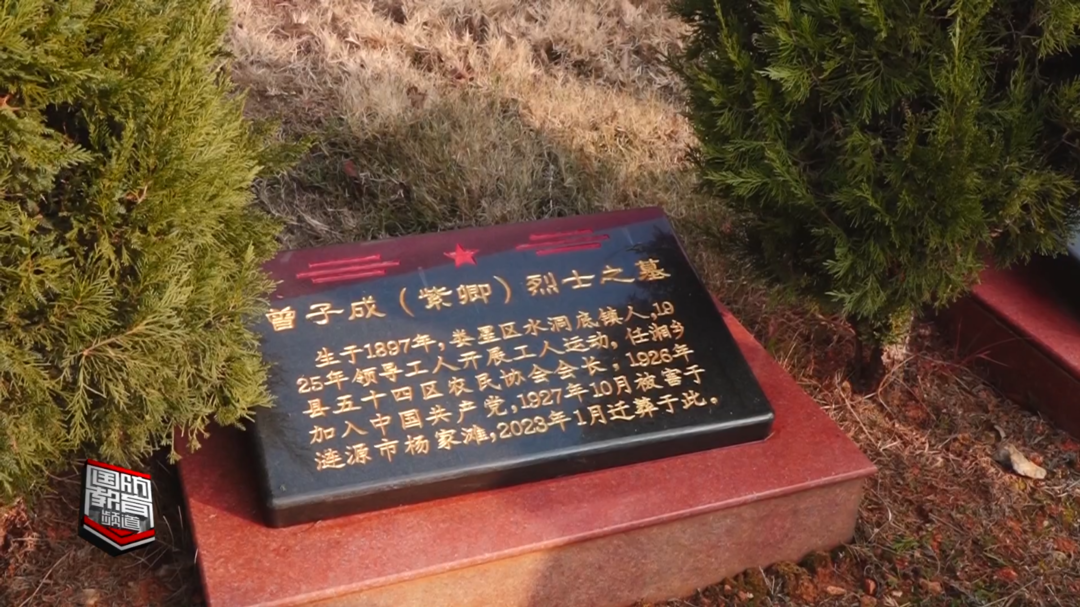 曾子成（紫卿）烈士之墓
生于1897年，娄星区水洞底镇人，19
25年领导工人开展工人运动，任湘乡
县五十四区农民协会会长，1926年
加入中国共产党，1927年10月被害于
涟源市杨家滩，2023年1月迁葬于此。
国防
教育
频道